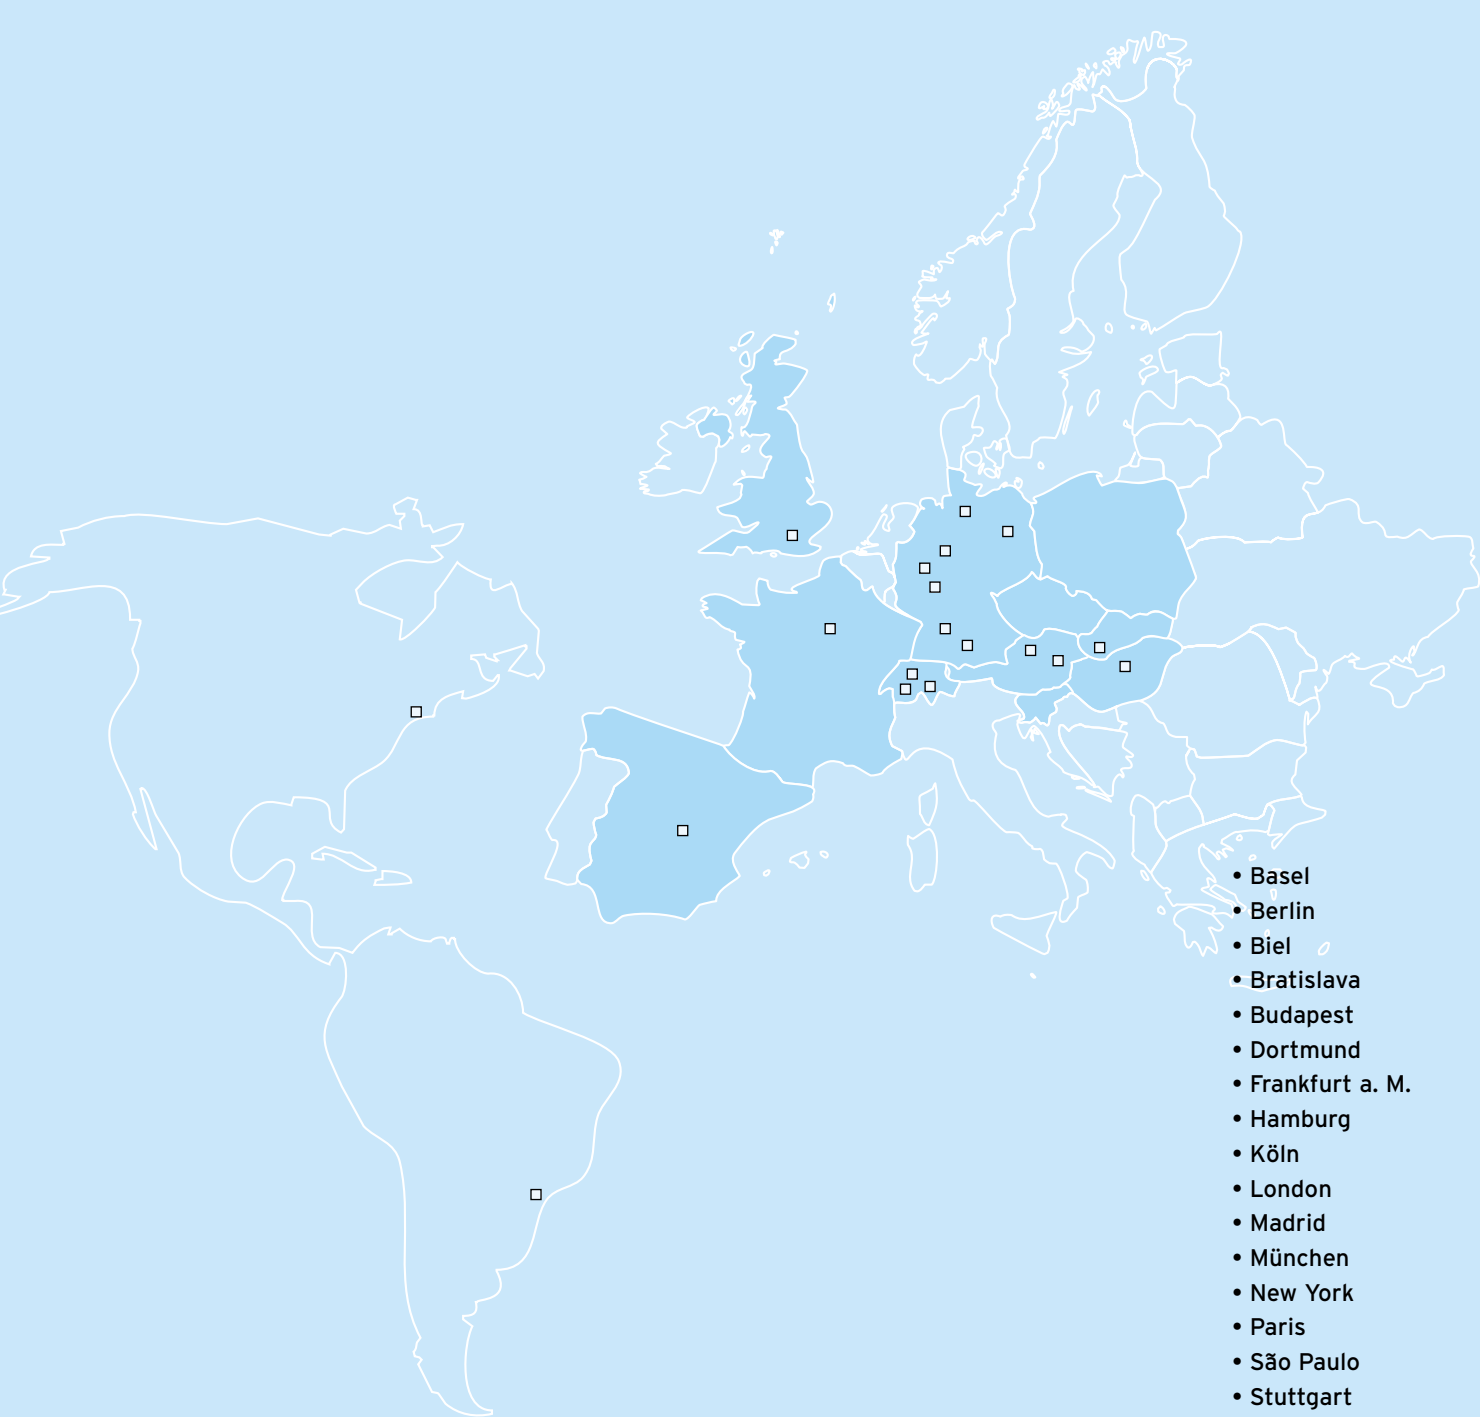 • Basel
• Berlin
• Biel
• Bratislava
• Budapest
• Dortmund
• Frankfurt a. M.
• Hamburg
• Köln
• London
• Madrid
• München
• New York
• Paris
• São Paulo
• Stuttgart